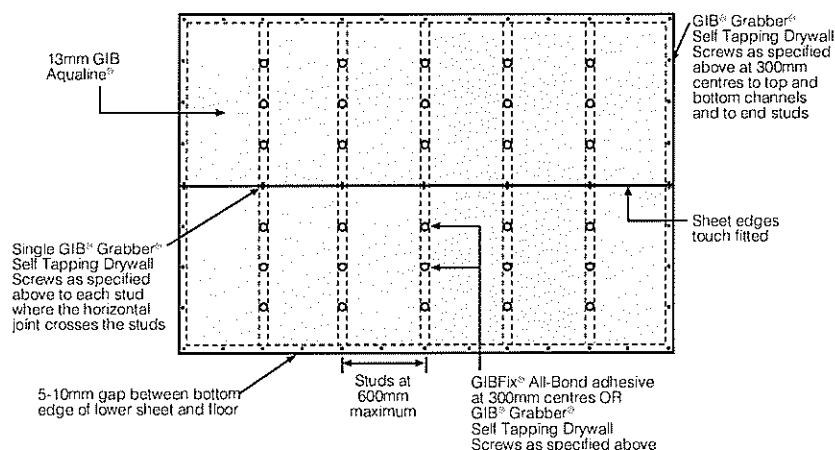 13mm GIB
Aqualine®
GIB® Grabber®
Self Tapping Drywall
Screws as specified
above at 300mm
centres to top and
bottom channels
and to end studs
Sheet edges
touch fitted
Single GIB® Grabber®
Self Tapping Drywall
Screws as specified
above to each stud
where the horizontal
joint crosses the studs
5-10mm gap between bottom
edge of lower sheet and floor
Studs at
600mm
maximum
GIBFix® All-Bond adhesive
at 300mm centres OR
GIB® Grabber®
Self Tapping Drywall
Screws as specified above